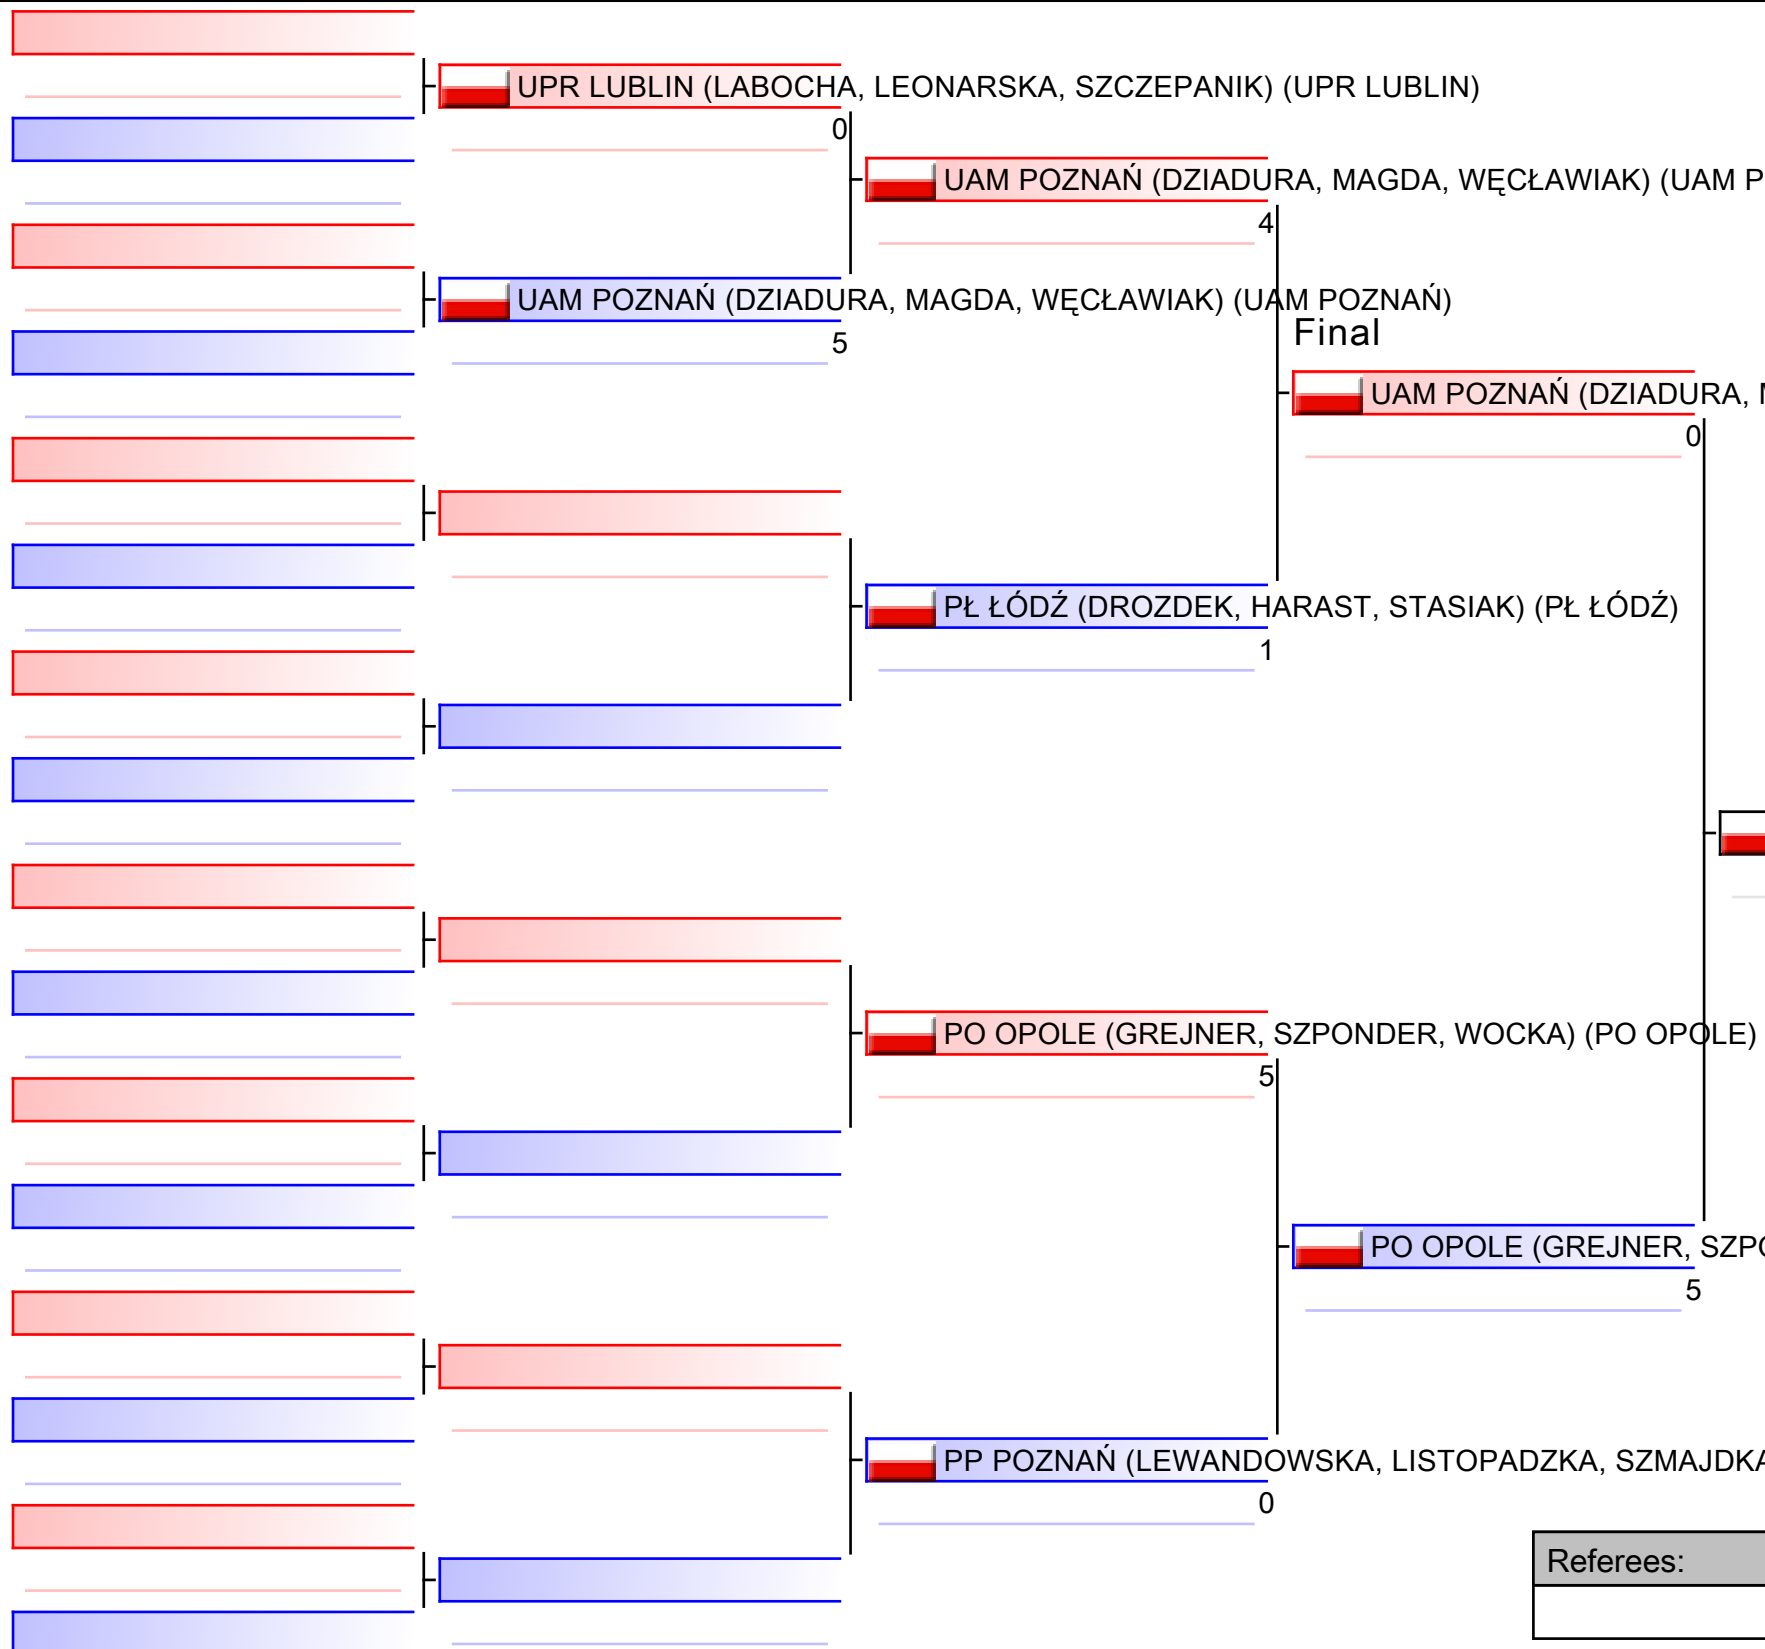 UPR LUBLIN (LABOCHA, LEONARSKA, SZCZEPANIK) (UPR LUBLIN)
0
UAM POZNAŃ (DZIADURA, MAGDA, WĘCŁAWIAK) (UAM P
4
UAM POZNAŃ (DZIADURA, MAGDA, WĘCŁAWIAK) (UAM POZNAŃ)
5
Final
UAM POZNAŃ (DZIADURA,
0
PŁ ŁÓDŹ (DROZDEK, HARAST, STASIAK) (PŁ ŁÓDŹ)
1
PO OPOLE (GREJNER, SZPONDER, WOCKA) (PO OPOLE)
5
PO OPOLE (GREJNER, SZPO
5
PP POZNAŃ (LEWANDOWSKA, LISTOPADZKA, SZMAJDKA
0
Referees: